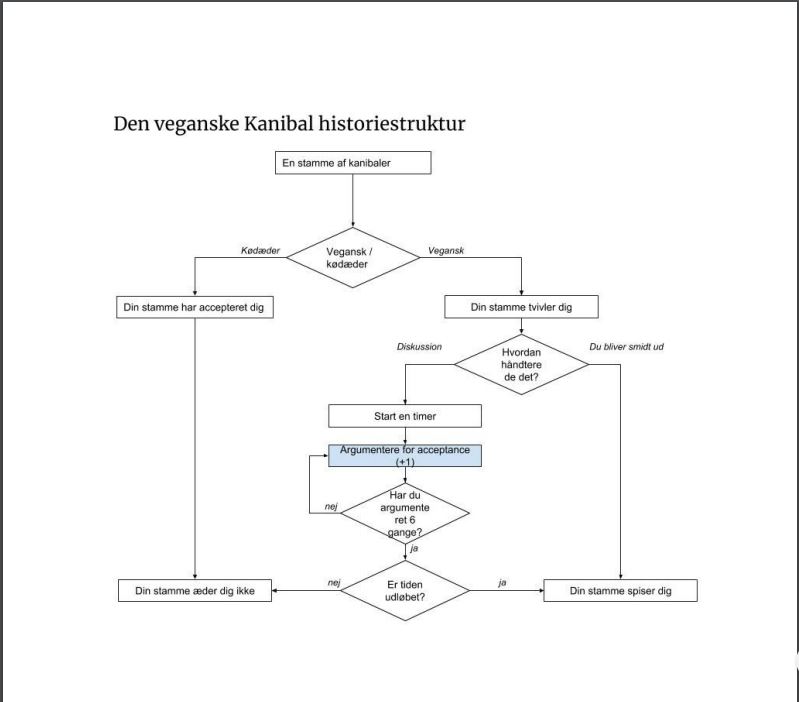 Den veganske Kanibal historiestruktur
En stamme af kanibaler
Kødæder
Vegansk /
kødæder
Vegansk
Din stamme har accepteret dig
Din stamme tvivler dig
Diskussion
Hvordan
håndtere
de det?
Du bliver smidt ud
Start en timer
Argumentere for acceptance
(+1)
nej
Har du
argumente
ret 6
gange?
ja
Din stamme æder dig ikke
nej
Er tiden
udløbet?
ja
Din stamme spiser dig